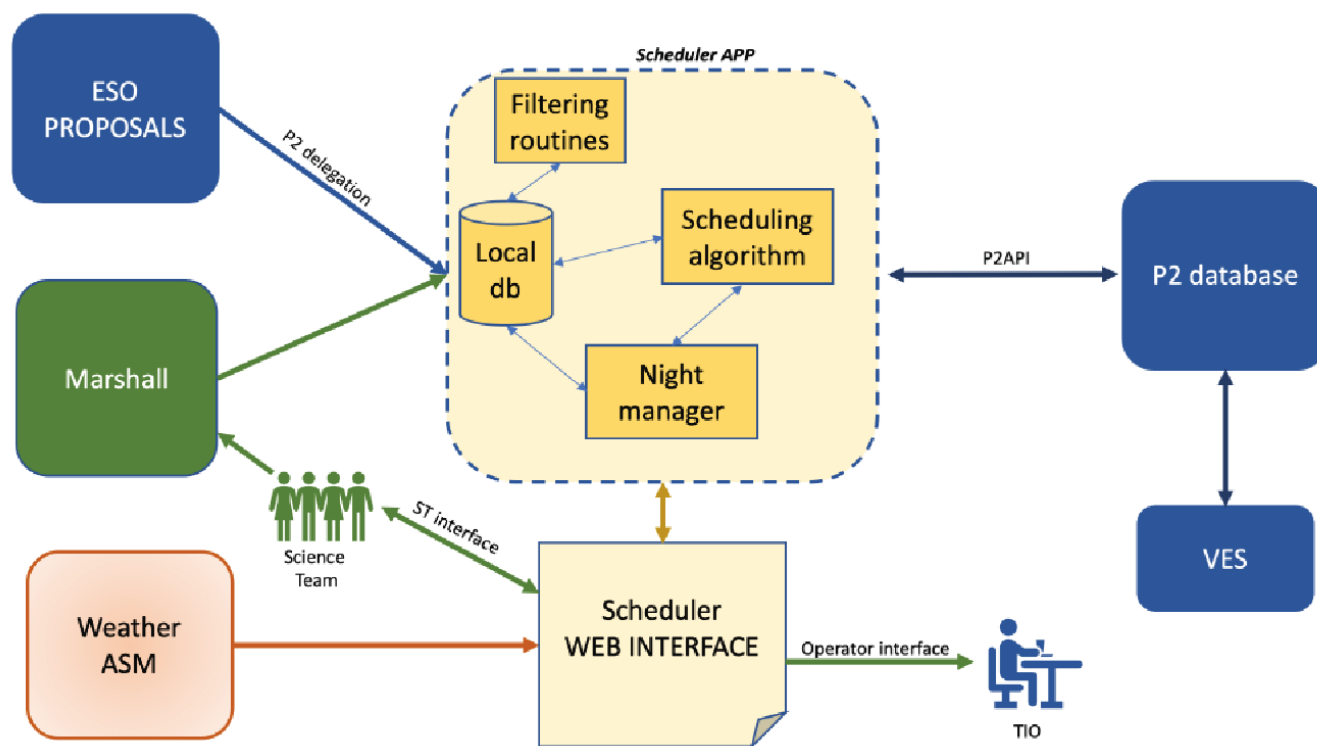 Scheduler APP
ESO
PROPOSALS
P2 delegation
Filtering
routines
Local
db
Scheduling
algorithm
Night
manager
P2API
P2 database
Marshall
Science
Team
ST interface
VES
Weather
ASM
Scheduler
WEB INTERFACE
Operator interface
TIO